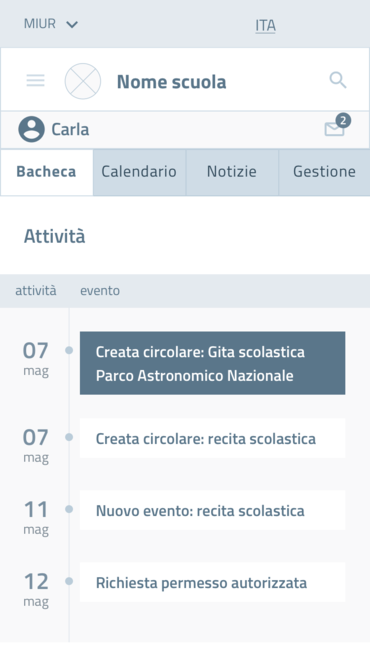 MIUR
ITA
Nome scuola
Carla
2
Bacheca
Calendario
Notizie
Gestione
Attività
attività
evento
07
mag
Creata circolare: Gita scolastica
Parco Astronomico Nazionale
07
mag
Creata circolare: recita scolastica
11
mag
Nuovo evento: recita scolastica
12
mag
Richiesta permesso autorizzata